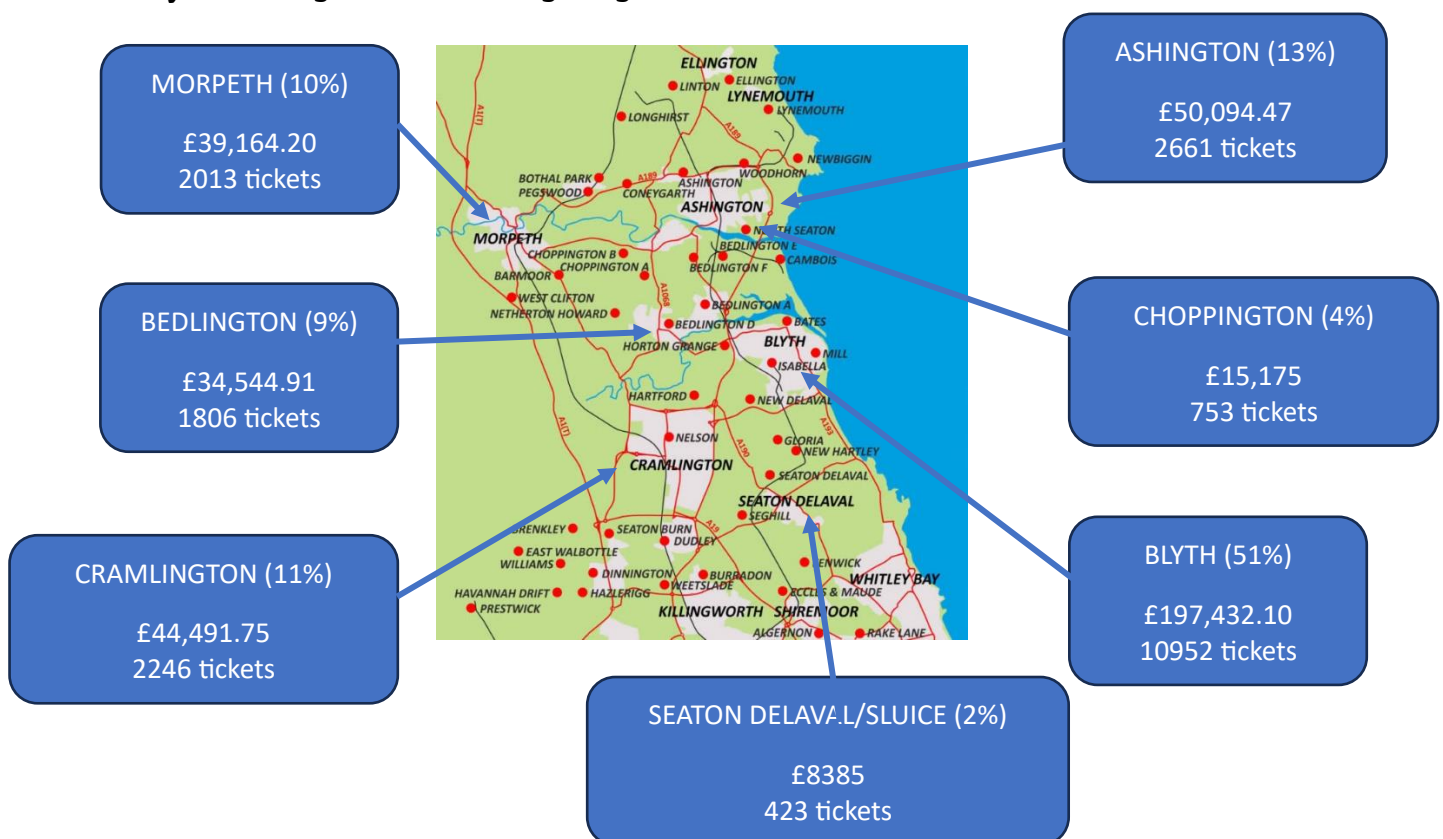 MORPETH (10%)
£39,164.20
2013 tickets
ASHINGTON (13%)
£50,094.47
2661 tickets
BEDLINGTON (9%)
£34,544.91
1806 tickets
CHOPPINGTON (4%)
£15,175
753 tickets
CRAMLINGTON (11%)
£44,491.75
2246 tickets
BLYTH (51%)
£197,432.10
10952 tickets
SEATON DELAVAL/SLUICE (2%)
£8385
423 tickets
ELLINGTON
ELLINGTON
LINTON
LYNEMOUTH
LYNEMOUTH
A1(T)
LONGHIRST
A189
NEWBIGGIN
WOODHORN
BOTHAL PARK
A189
ASHINGTON
PEGSWOOD
CONEYGARTH
ASHINGTON
SEATON
MORPETH
BEDLINGTON E
CHOPPINGTON B
CAMBOIS
CHOPPINGTON A
BEDLINGTON F
BARMOOR
A1068
WEST CLIFTON
BEDLINGTON A
NETHERTON HOWARD
BEDLINGTON D
BATES
HORTON GRANGE
BLYTH
MILL
ISABELLA
HARTFORD
NEW DELAVAL
A1(T)
A193
NELSON
GLORIA
A190
NEW HARTLEY
CRAMLINGTON
SEATON DELAVAL
SEATON DELAVAL
SEGHILL
SEATON BURN
A19
DUDLEY
EAST WALBOTTLE
WILLIAMS
DINNINGTON
BURRADON
WHITLEY BAY
HAVANNAH DRIFT
HAZLERIGG
WEETSLADE
ECCLES & MAUDE
PRESTWICK
KILLINGWORTH
SHIREMOOR
ALGERNON
RAKE LANE